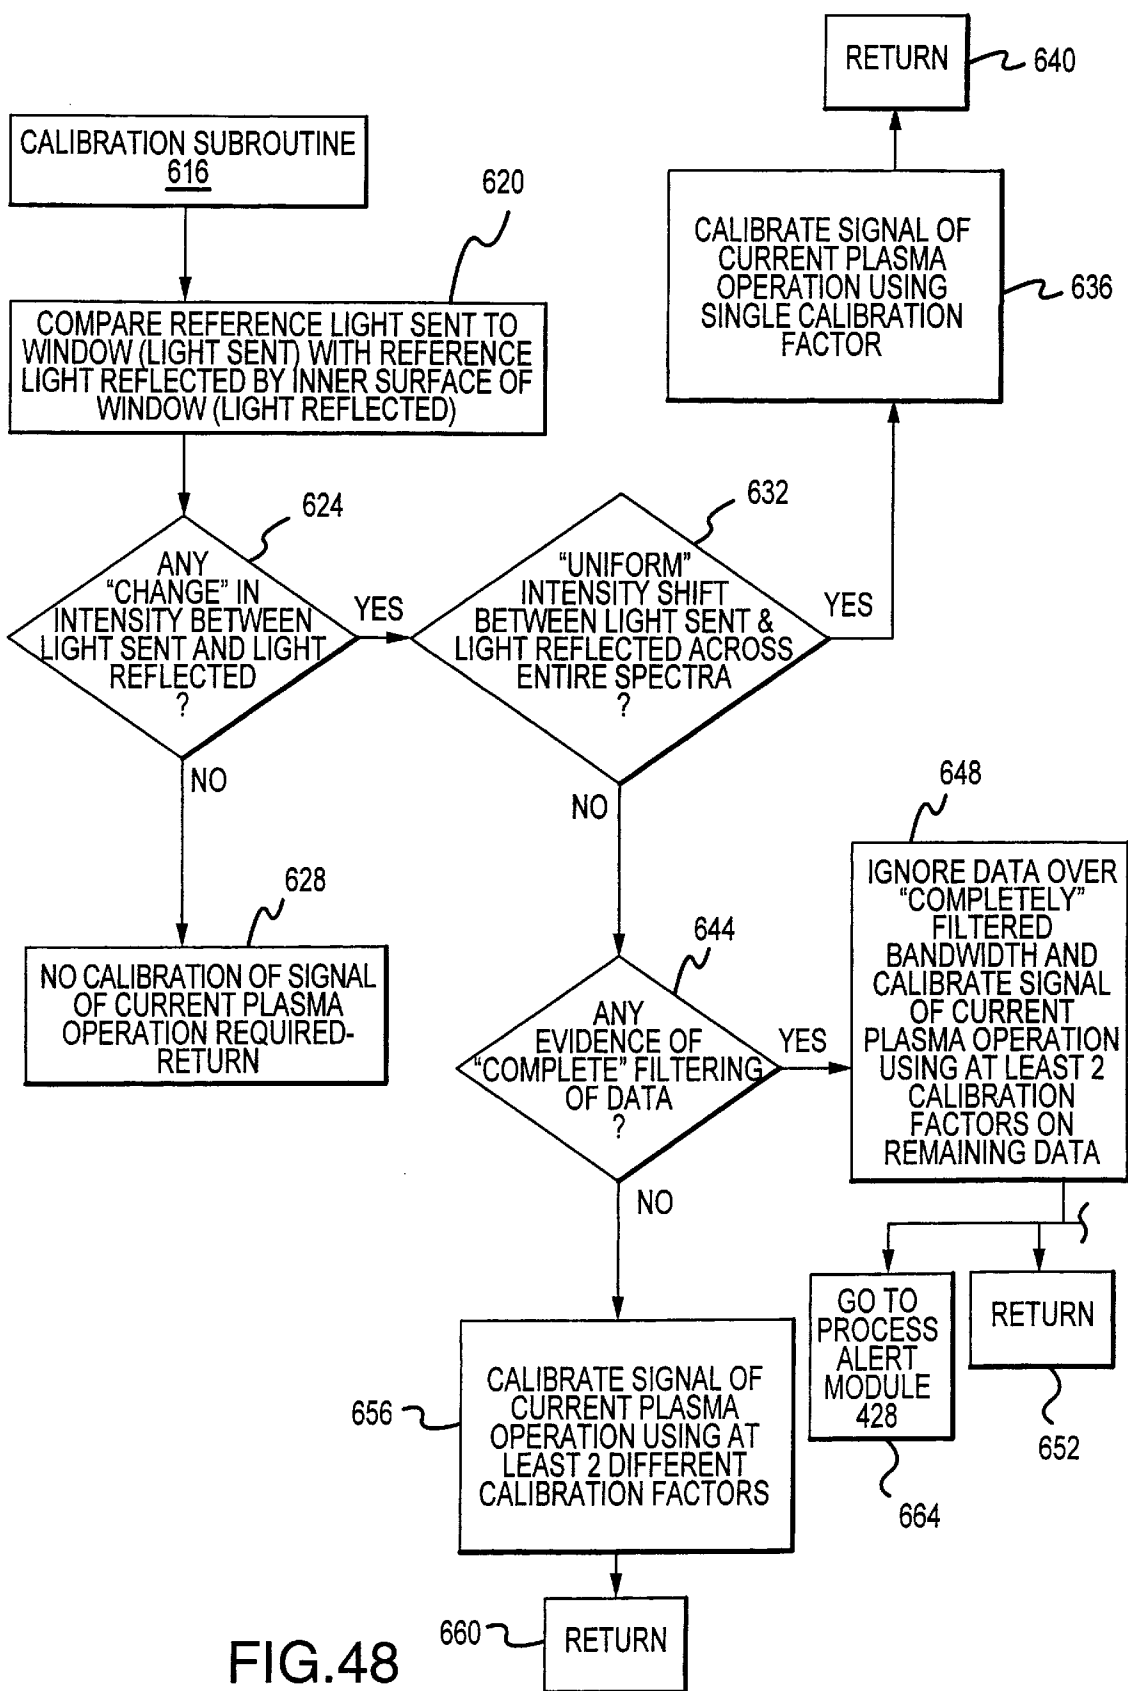 RETURN
640
CALIBRATION SUBROUTINE
616
620
COMPARE REFERENCE LIGHT SENT TO
WINDOW (LIGHT SENT) WITH REFERENCE
LIGHT REFLECTED BY INNER SURFACE OF
WINDOW (LIGHT REFLECTED)
CALIBRATE SIGNAL OF
CURRENT PLASMA
OPERATION USING
SINGLE CALIBRATION
FACTOR
636
624
ANY
“CHANGE” IN
INTENSITY BETWEEN
LIGHT SENT AND LIGHT
REFLECTED
?
YES
NO
632
“UNIFORM”
INTENSITY SHIFT
BETWEEN LIGHT SENT &
LIGHT REFLECTED ACROSS
ENTIRE SPECTRA
?
YES
NO
628
NO CALIBRATION OF SIGNAL
OF CURRENT PLASMA
OPERATION REQUIRED-
RETURN
644
ANY
EVIDENCE OF
“COMPLETE” FILTERING
OF DATA
?
YES
NO
648
IGNORE DATA OVER
“COMPLETELY”
FILTERED
BANDWIDTH AND
CALIBRATE SIGNAL
OF CURRENT
PLASMA OPERATION
USING AT LEAST 2
CALIBRATION
FACTORS ON
REMAINING DATA
GO TO
PROCESS
ALERT
MODULE
428
664
RETURN
652
656
CALIBRATE SIGNAL OF
CURRENT PLASMA
OPERATION USING AT
LEAST 2 DIFFERENT
CALIBRATION FACTORS
660
RETURN
FIG.48